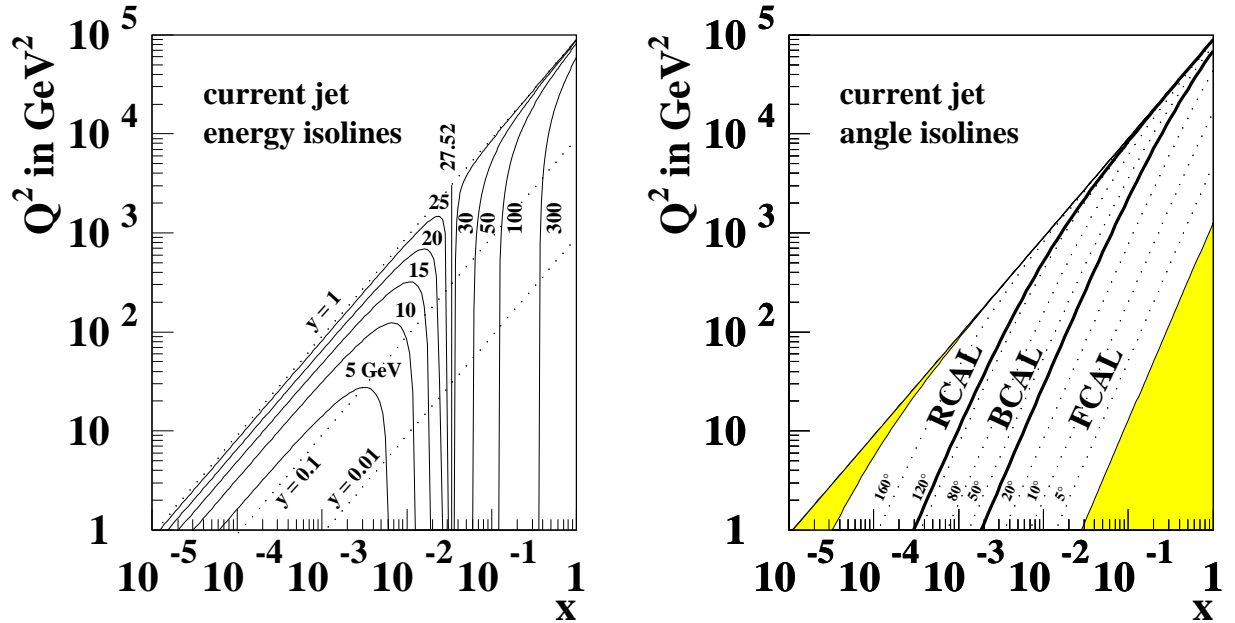 current jet
energy isolines
Q² in GeV²
10⁵
10⁴
10³
10²
10
1
27.52
25
20
15
10
5 GeV
30
50
100
300
y = 1
y = 0.1
y = 0.01
10⁻⁵
10⁻⁴
10⁻³
10⁻²
10⁻¹
1
x
current jet
angle isolines
Q² in GeV²
10⁵
10⁴
10³
10²
10
1
RCAL
BCAL
FCAL
160°
120°
80°
50°
20°
10°
5°
10⁻⁵
10⁻⁴
10⁻³
10⁻²
10⁻¹
1
x